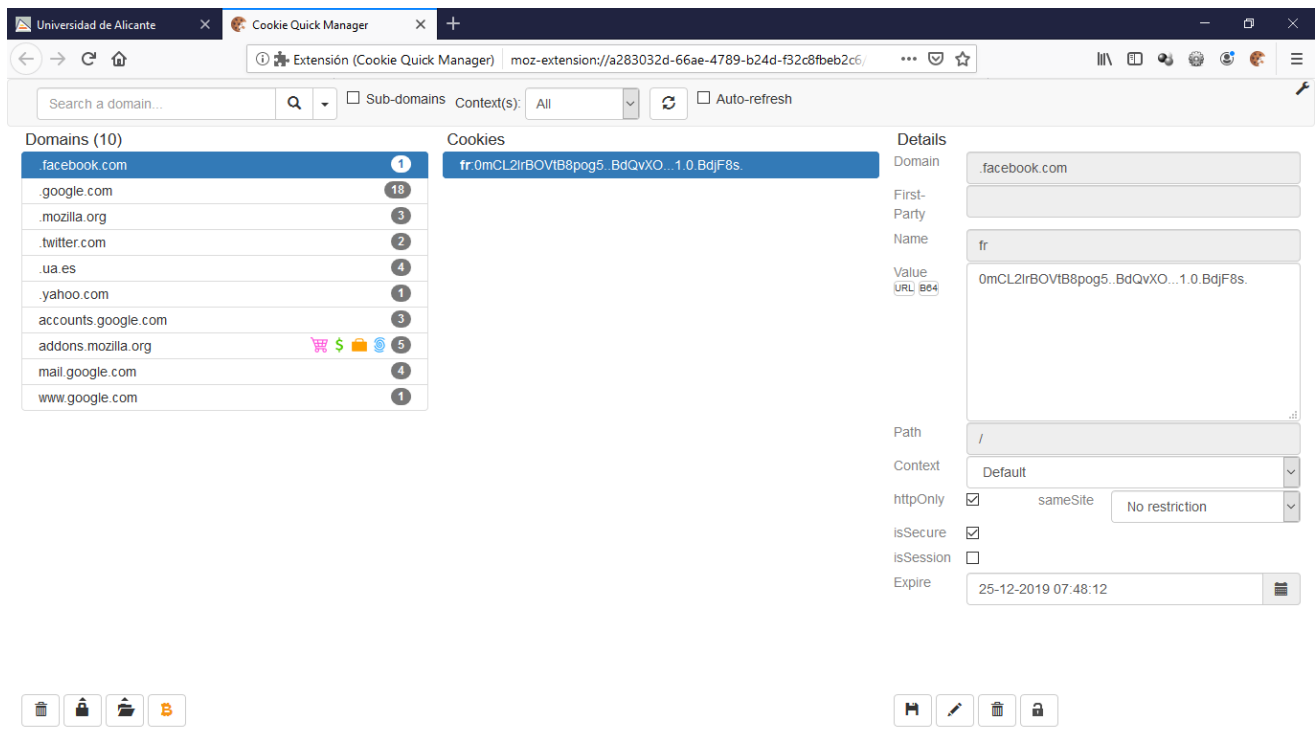 Universidad de Alicante
Cookie Quick Manager
Extensión (Cookie Quick Manager) moz-extension://a283032d-66ae-4789-b24d-f32c8fbeb2c6/
Search a domain...
Sub-domains
Context(s):
All
Auto-refresh
Domains (10)
.facebook.com 1
.google.com 18
.mozilla.org 3
.twitter.com 2
.ua.es 4
.yahoo.com 1
accounts.google.com 3
addons.mozilla.org $ 5
mail.google.com 4
www.google.com 1
Cookies
fr:0mCL2lrBOVtB8pog5..BdQvXO...1.0.BdjF8s.
Details
Domain .facebook.com
First-
Party
Name fr
Value 0mCL2lrBOVtB8pog5..BdQvXO...1.0.BdjF8s.
URL B64
Path /
Context Default
httpOnly sameSite No restriction
isSecure
isSession
Expire 25-12-2019 07:48:12